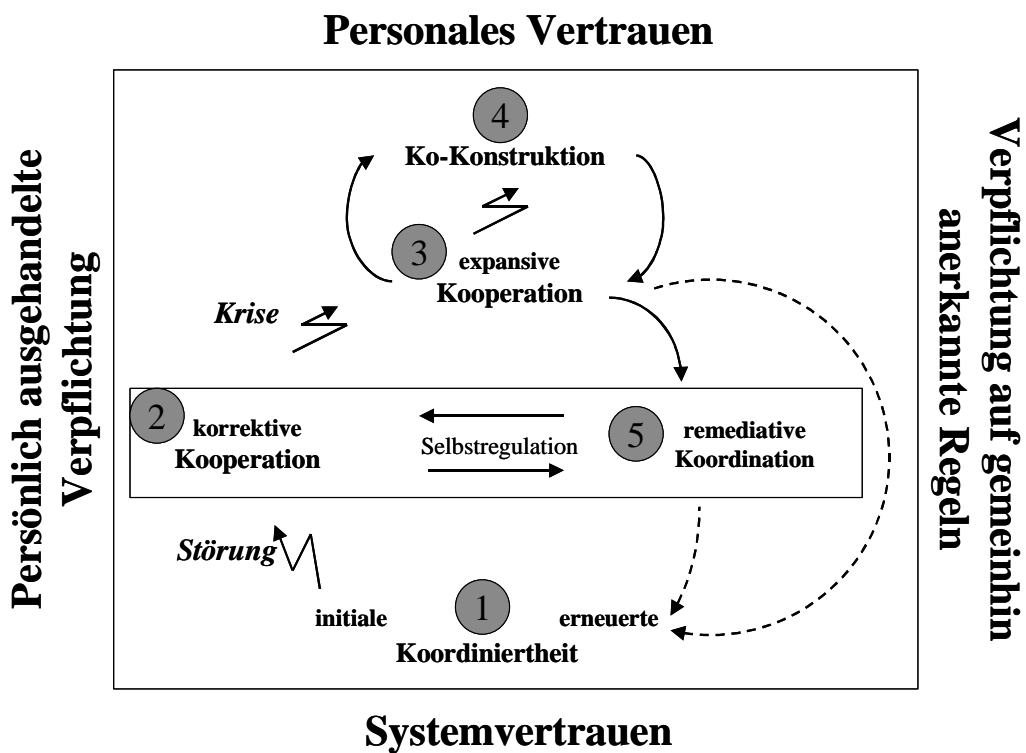 Personales Vertrauen
Persönlich ausgehandelte
Verpflichtung
Verpflichtung auf gemeinhin
anerkannte Regeln
4
Ko-Konstruktion
3
expansive
Kooperation
Krise
2
korrektive
Kooperation
Selbstregulation
5
remediative
Koordination
Störung
initiale
1
erneuerte
Koordiniertheit
Systemvertrauen